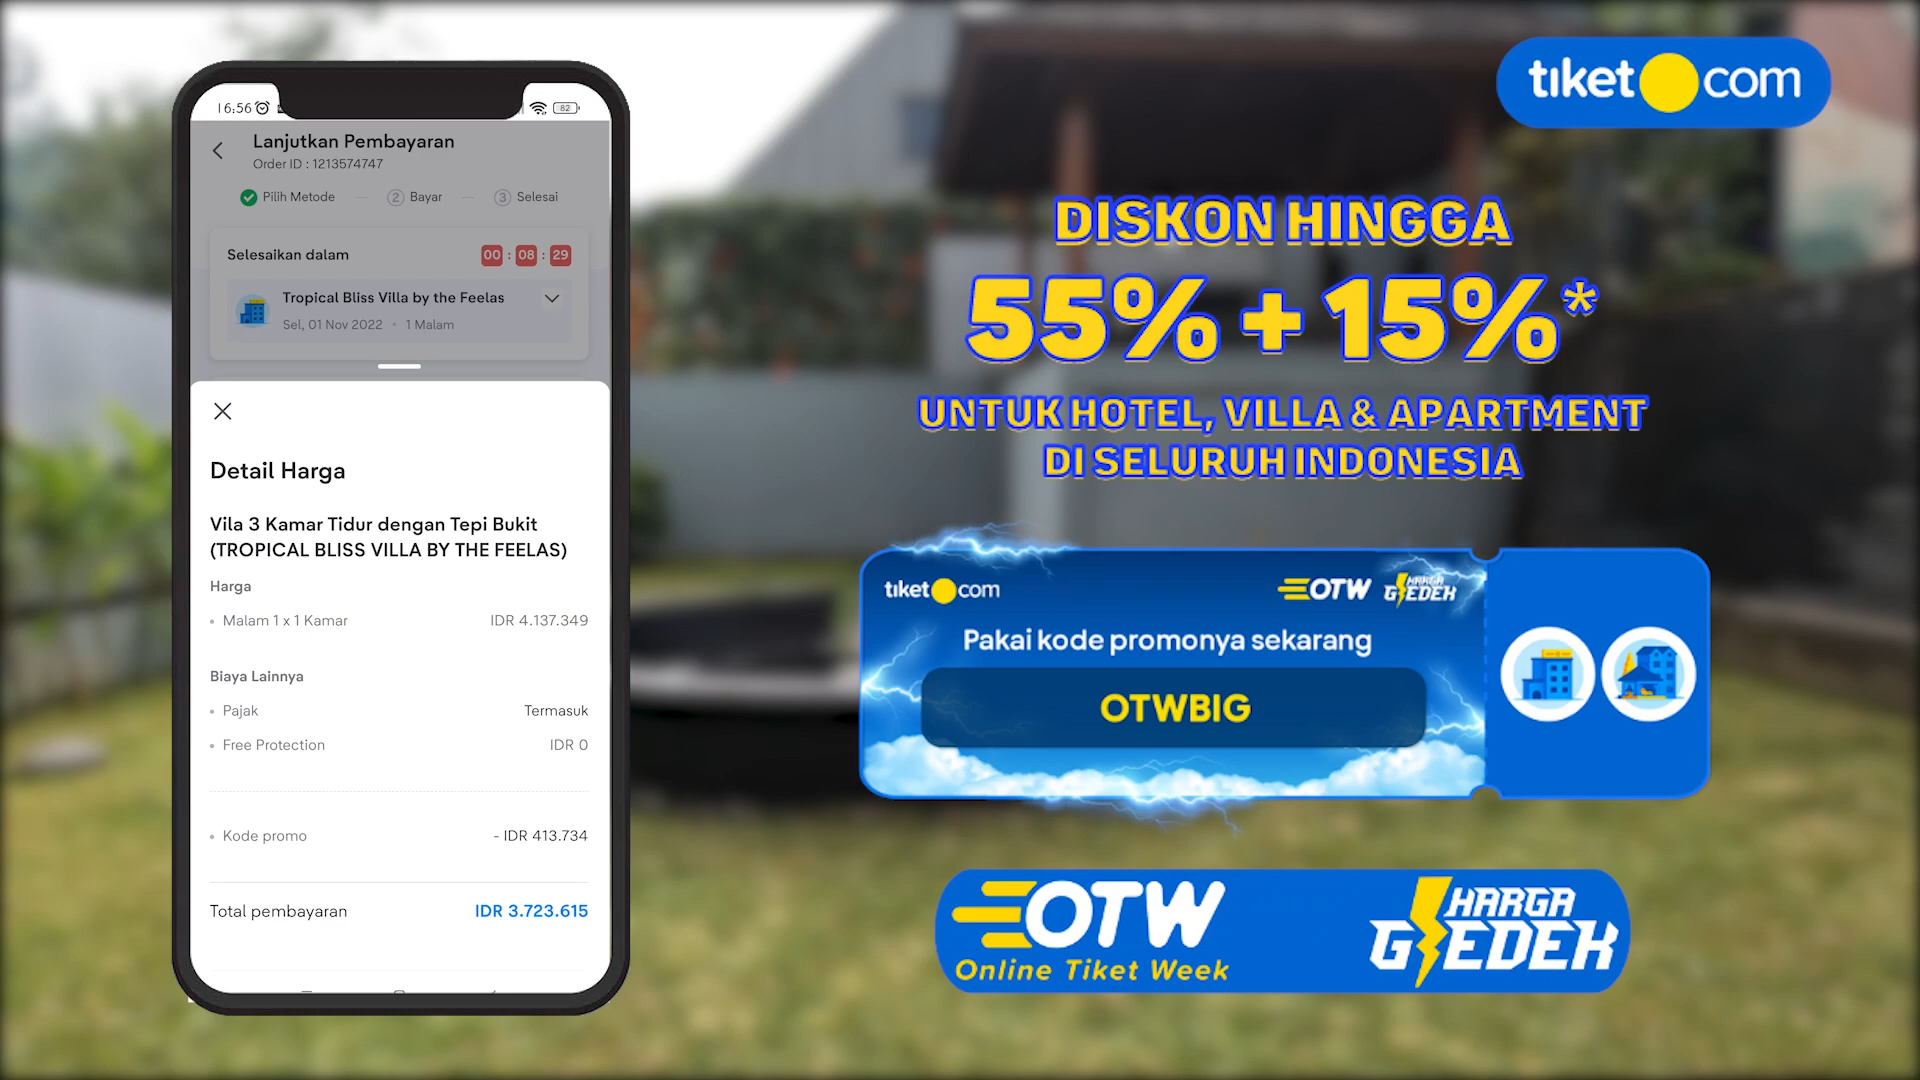 16:56
82
Lanjutkan Pembayaran
Order ID : 1213574747
Pilih Metode
2 Bayar
3 Selesai
Selesaikan dalam
00 : 08 : 29
Tropical Bliss Villa by the Feelas
Sel, 01 Nov 2022 • 1 Malam
Detail Harga
Vila 3 Kamar Tidur dengan Tepi Bukit
(TROPICAL BLISS VILLA BY THE FEELAS)
Harga
• Malam 1 x 1 Kamar IDR 4.137.349
Biaya Lainnya
• Pajak Termasuk
• Free Protection IDR 0
• Kode promo - IDR 413.734
Total pembayaran IDR 3.723.615
tiket.com
DISKON HINGGA
55% + 15%*
UNTUK HOTEL, VILLA & APARTMENT
DI SELURUH INDONESIA
tiket.com
OTW HARGA
GLEDEK
Pakai kode promonya sekarang
OTWBIG
OTW
Online Tiket Week
HARGA
GLEDEK